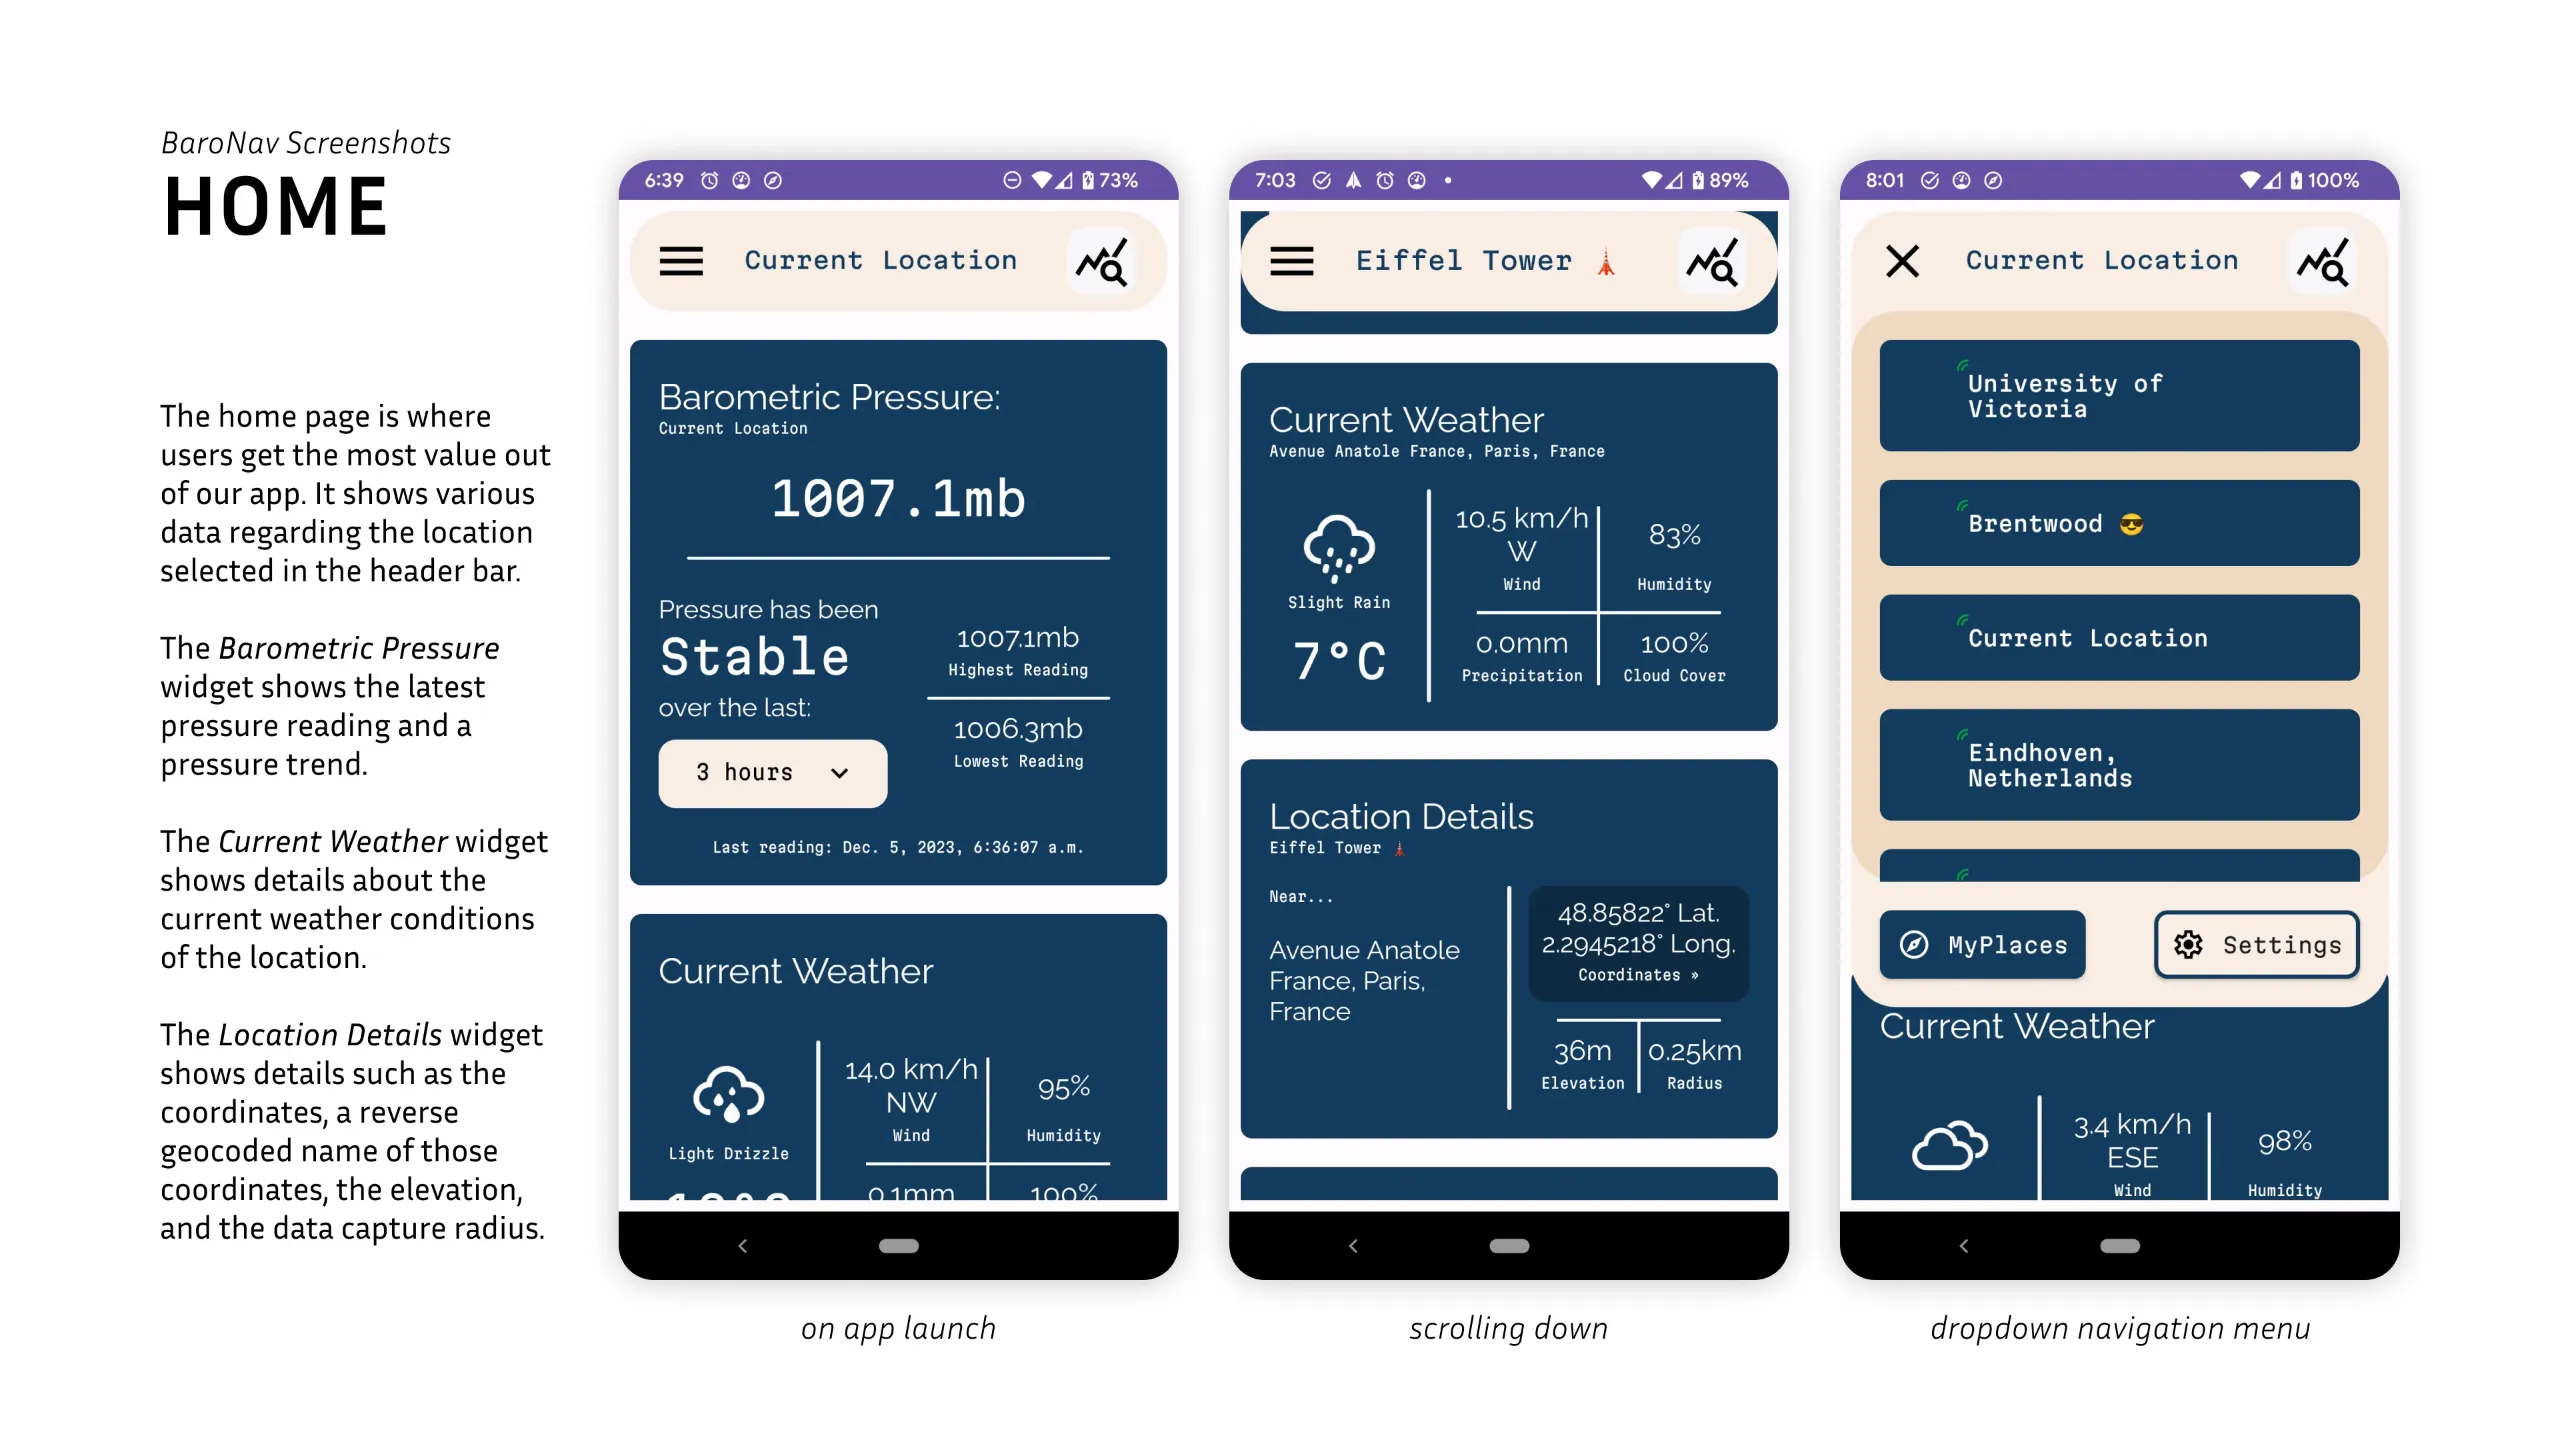 BaroNav Screenshots
HOME
The home page is where
users get the most value out
of our app. It shows various
data regarding the location
selected in the header bar.
The Barometric Pressure
widget shows the latest
pressure reading and a
pressure trend.
The Current Weather widget
shows details about the
current weather conditions
of the location.
The Location Details widget
shows details such as the
coordinates, a reverse
geocoded name of those
coordinates, the elevation,
and the data capture radius.
6:39
73%
Current Location
Barometric Pressure:
Current Location
1007.1mb
Pressure has been
Stable
over the last:
3 hours
1007.1mb
Highest Reading
1006.3mb
Lowest Reading
Last reading: Dec. 5, 2023, 6:36:07 a.m.
Current Weather
Light Drizzle
14.0 km/h
NW
Wind
95%
Humidity
0.1mm
100%
on app launch
7:03
89%
Eiffel Tower 🗼
Current Weather
Avenue Anatole France, Paris, France
Slight Rain
7°C
10.5 km/h
W
Wind
83%
Humidity
0.0mm
Precipitation
100%
Cloud Cover
Location Details
Eiffel Tower 🗼
Near...
Avenue Anatole
France, Paris,
France
48.85822° Lat.
2.2945218° Long.
Coordinates »
36m
Elevation
0.25km
Radius
scrolling down
8:01
100%
Current Location
University of
Victoria
Brentwood 😎
Current Location
Eindhoven,
Netherlands
MyPlaces
Settings
Current Weather
3.4 km/h
ESE
Wind
98%
Humidity
dropdown navigation menu